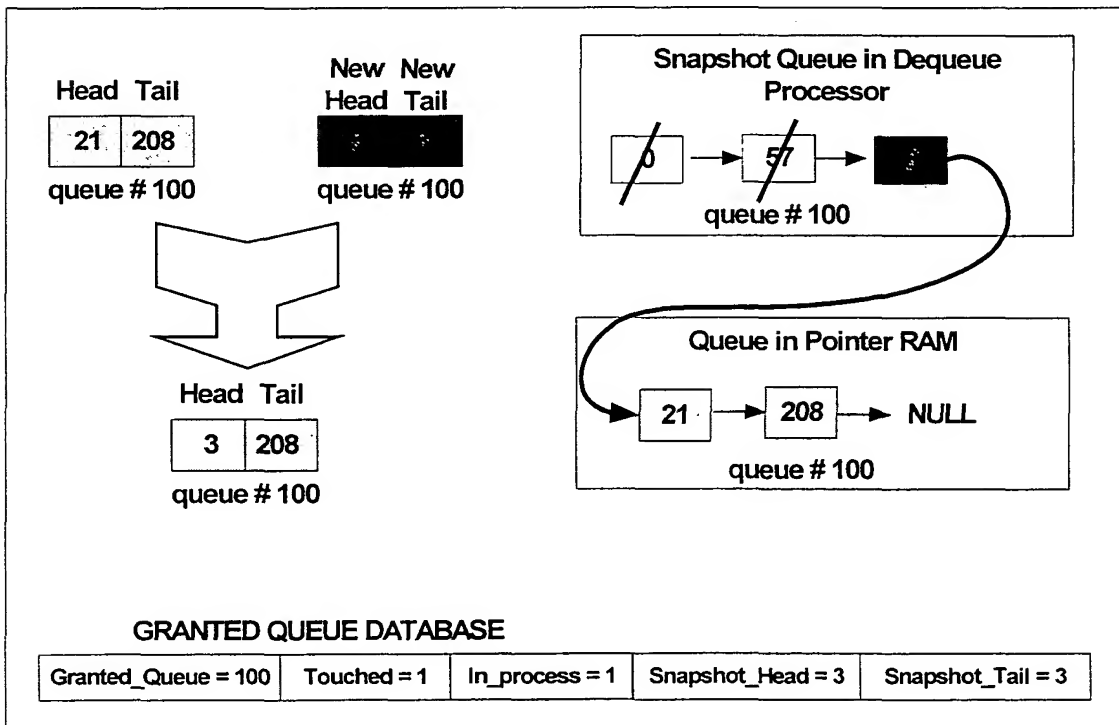 Head Tail
21 208
queue # 100
New New
Head Tail
queue # 100
Head Tail
3 208
queue # 100
Snapshot Queue in Dequeue
Processor
0 57
queue # 100
Queue in Pointer RAM
21 208 NULL
queue # 100
GRANTED QUEUE DATABASE
Granted_Queue = 100 Touched = 1 In_process = 1 Snapshot_Head = 3 Snapshot_Tail = 3